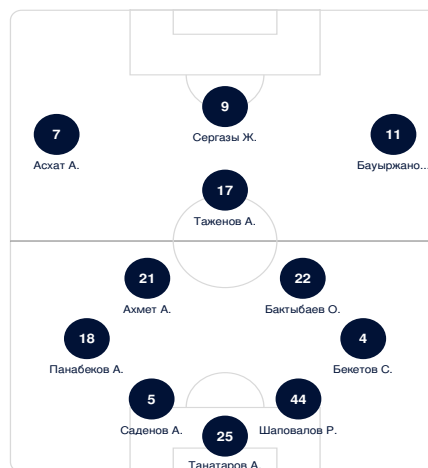 9
Сергазы Ж.
7
Асхат А.
11
Бауыржано...
17
Таженов А.
21
Ахмет А.
22
Бактыбаев О.
18
Панабеков А.
4
Бекетов С.
5
Саденов А.
44
Шаповалов Р.
25
Танатаров А.